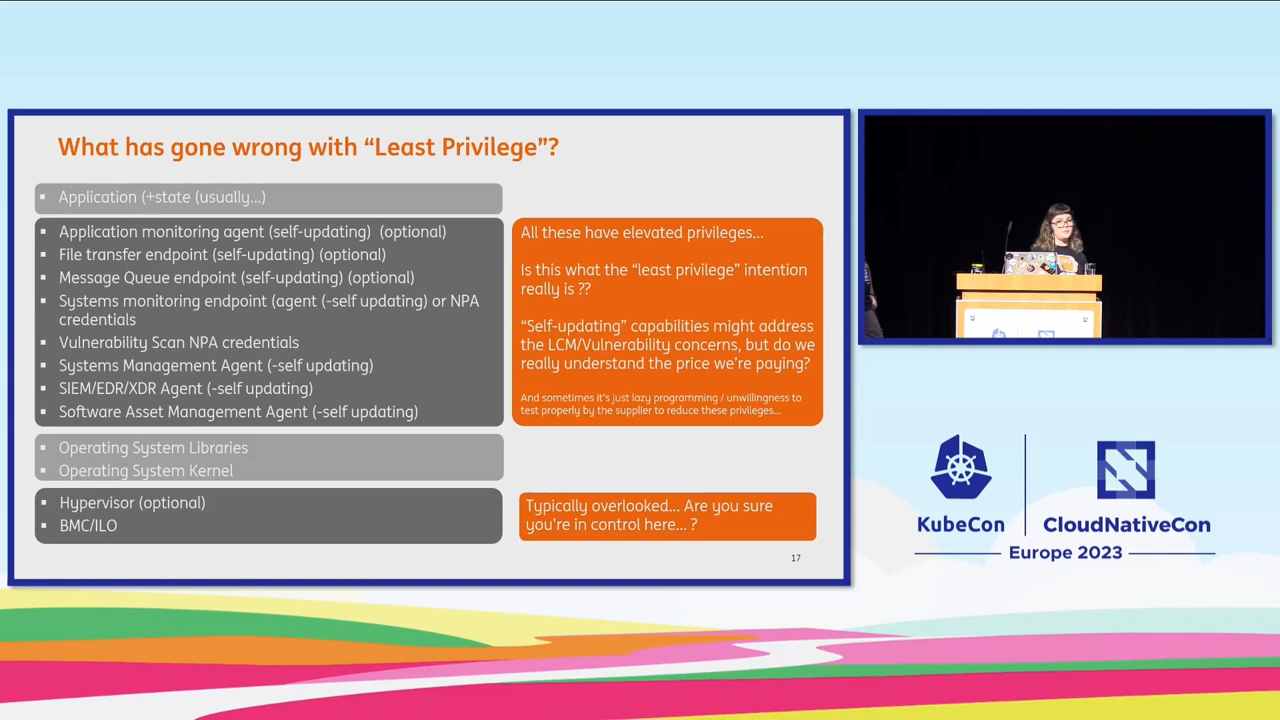 What has gone wrong with “Least Privilege”?
Application (+state (usually...)
Application monitoring agent (self-updating) (optional)
File transfer endpoint (self-updating) (optional)
Message Queue endpoint (self-updating) (optional)
Systems monitoring endpoint (agent (-self updating) or NPA
credentials
Vulnerability Scan NPA credentials
Systems Management Agent (-self updating)
SIEM/EDR/XDR Agent (-self updating)
Software Asset Management Agent (-self updating)
All these have elevated privileges...
Is this what the “least privilege” intention
really is ??
“Self-updating” capabilities might address
the LCM/Vulnerability concerns, but do we
really understand the price we’re paying?
And sometimes it’s just lazy programming / unwillingness to
test properly by the supplier to reduce these privileges...
Operating System Libraries
Operating System Kernel
Hypervisor (optional)
BMC/ILO
Typically overlooked... Are you sure
you’re in control here... ?
17
KubeCon
CloudNativeCon
Europe 2023